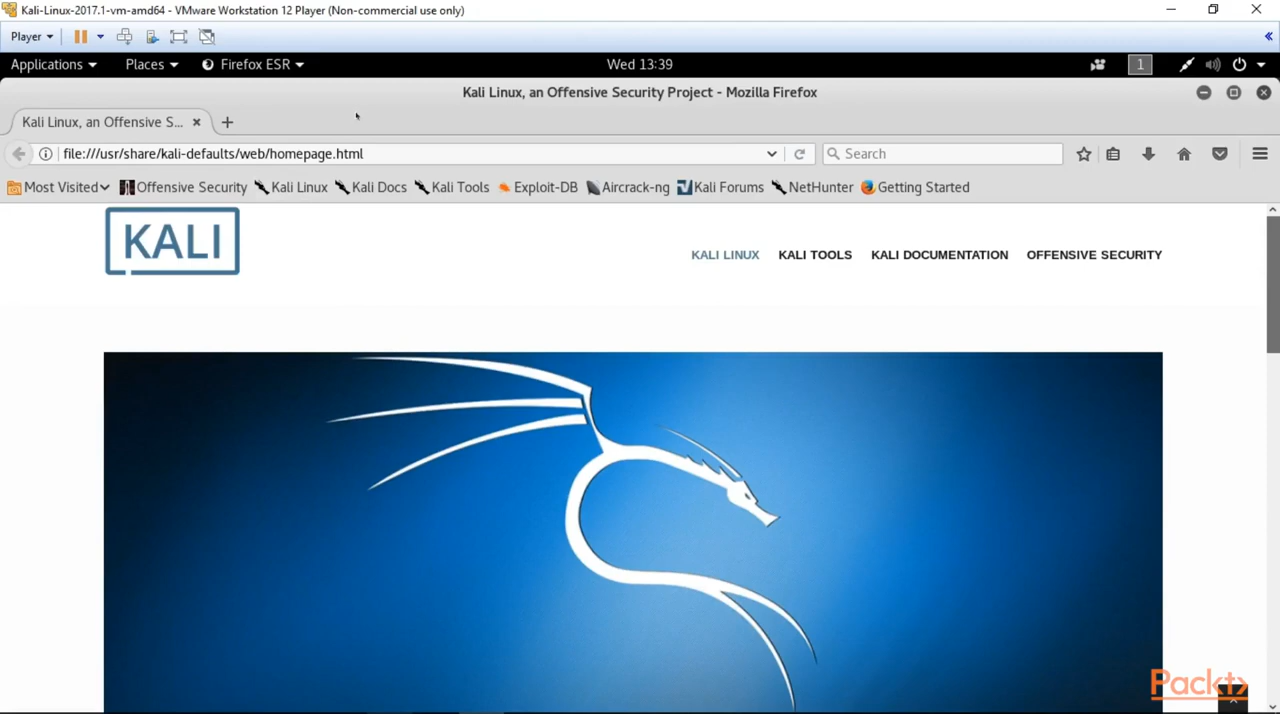 Kali-Linux-2017.1-vm-amd64 - VMware Workstation 12 Player (Non-commercial use only)
Player
Applications Places Firefox ESR Wed 13:39 1
Kali Linux, an Offensive Security Project - Mozilla Firefox
Kali Linux, an Offensive S...
file:///usr/share/kali-defaults/web/homepage.html Search
Most Visited Offensive Security Kali Linux Kali Docs Kali Tools Exploit-DB Aircrack-ng Kali Forums NetHunter Getting Started
KALI
KALI LINUX KALI TOOLS KALI DOCUMENTATION OFFENSIVE SECURITY
Packt